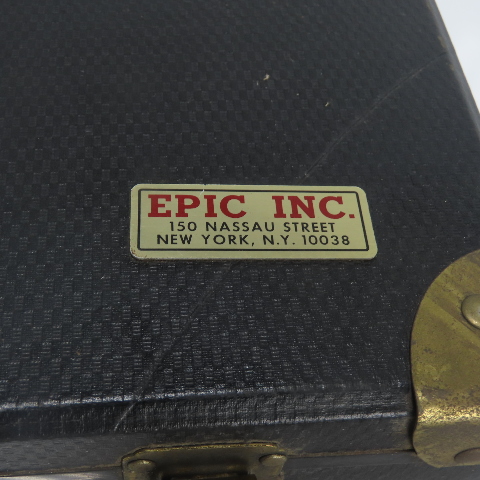 EPIC INC.
150 NASSAU STREET
NEW YORK, N.Y. 10038